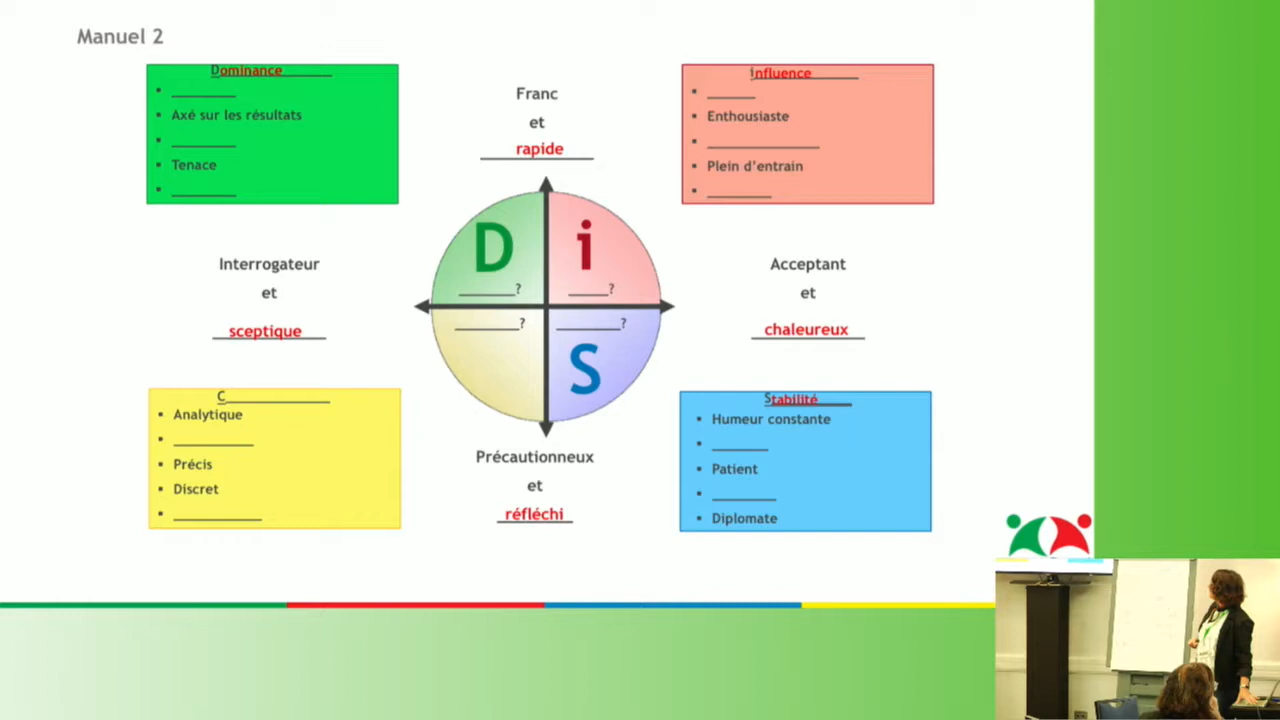 Manuel 2
Dominance
Axé sur les résultats
Tenace
Franc
et
rapide
influence
Enthousiaste
Plein d'entrain
Interrogateur
et
sceptique
D
i
?
?
?
?
S
Acceptant
et
chaleureux
C
Analytique
Précis
Discret
Précautionneux
et
réfléchi
Stabilité
Humeur constante
Patient
Diplomate